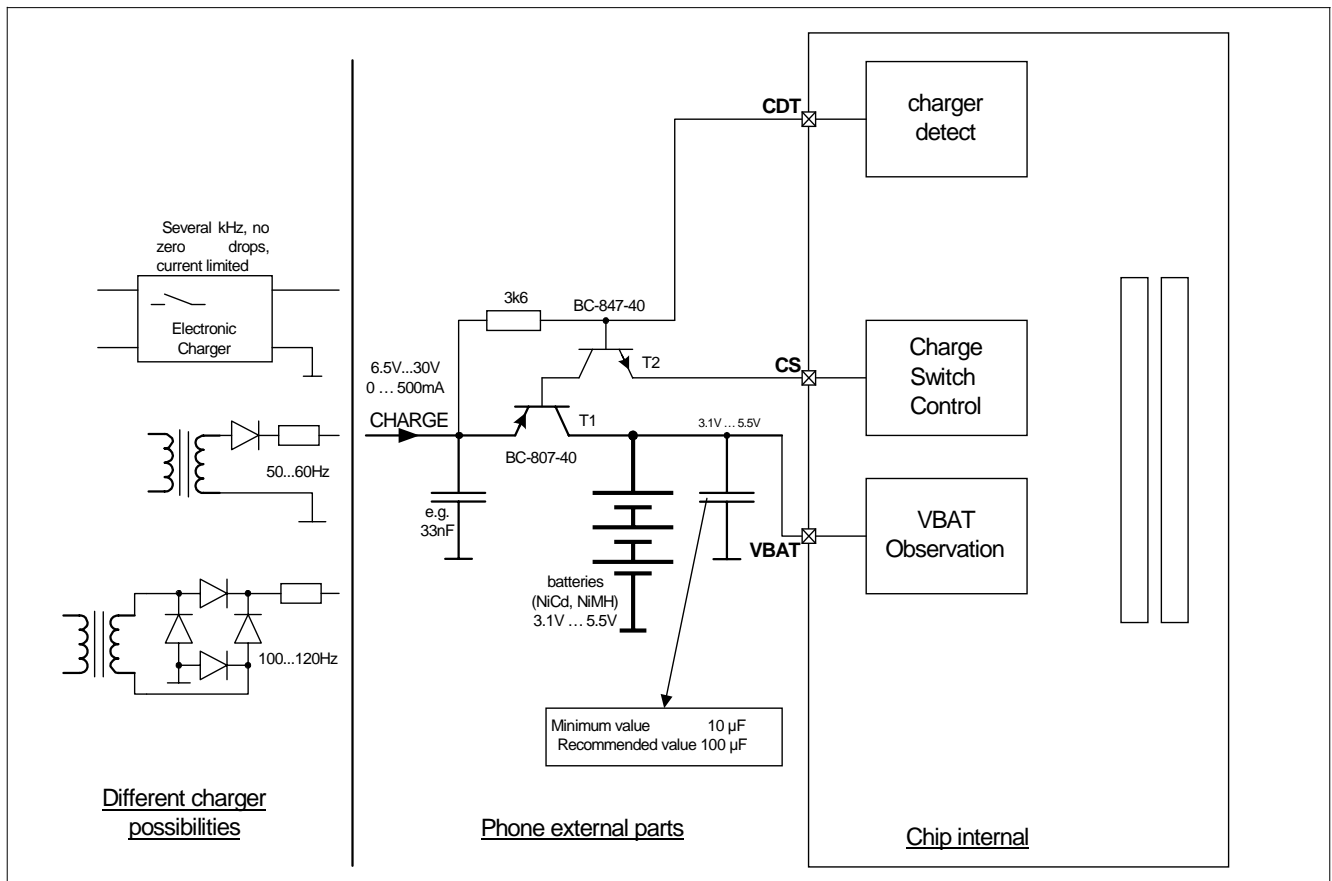 CDT
charger
detect
Several kHz, no
zero drops,
current limited
Electronic
Charger
3k6
BC-847-40
T2
CS
Charge
Switch
Control
6.5V...30V
0 ... 500mA
CHARGE
T1
3.1V ... 5.5V
BC-807-40
50...60Hz
e.g.
33nF
VBAT
VBAT
Observation
batteries
(NiCd, NiMH)
3.1V ... 5.5V
100...120Hz
Minimum value 10 µF
Recommended value 100 µF
Different charger
possibilities
Phone external parts
Chip internal